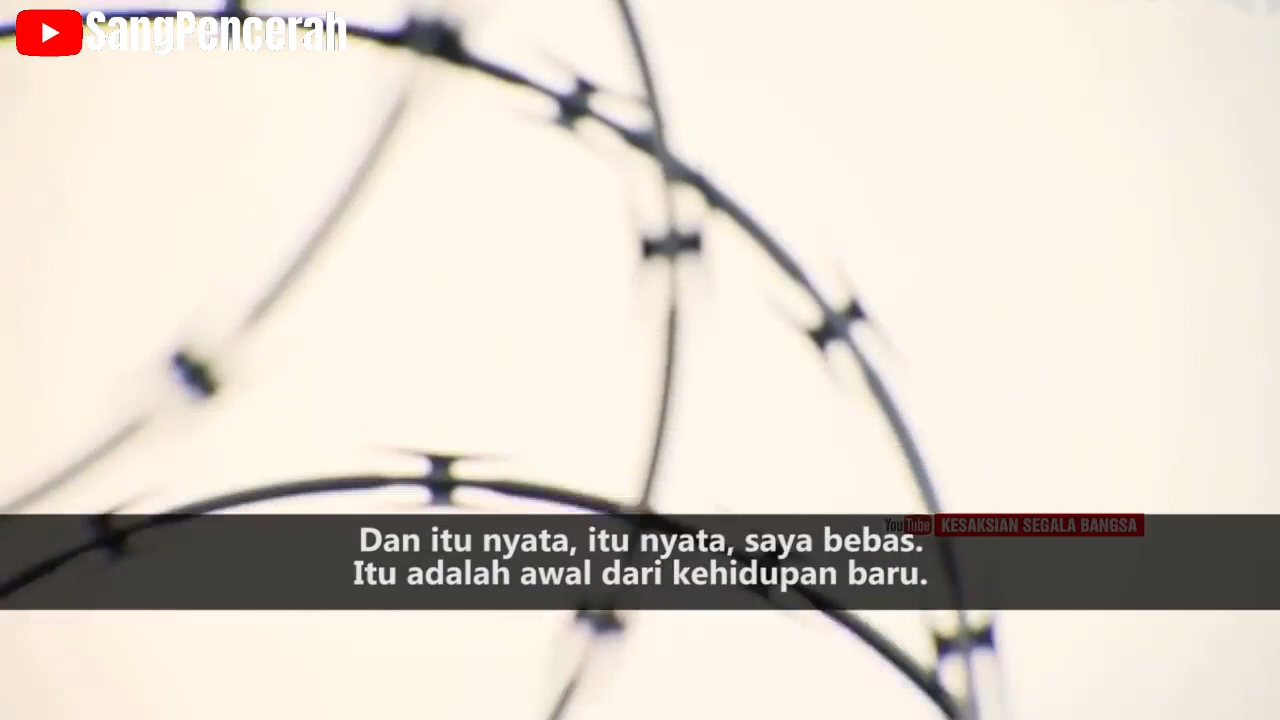 SangPencerah
YouTube KESAKSIAN SEGALA BANGSA
Dan itu nyata, itu nyata, saya bebas.
Itu adalah awal dari kehidupan baru.